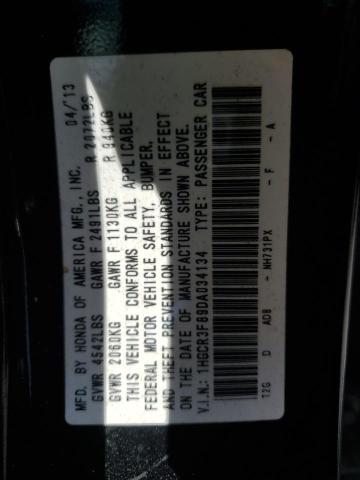 MFD. BY HONDA OF AMERICA MFG., INC. 04/'13
GVWR 4542LBS GAWR F 2491LBS R 2072LBS
GVWR 2060KG GAWR F 1130KG R 940KG
THIS VEHICLE CONFORMS TO ALL APPLICABLE
FEDERAL MOTOR VEHICLE SAFETY, BUMPER,
AND THEFT PREVENTION STANDARDS IN EFFECT
ON THE DATE OF MANUFACTURE SHOWN ABOVE.
V.I.N.: 1HGCR3F89DA034134 TYPE: PASSENGER CAR
72G D AD8 - NH731PX - F - A